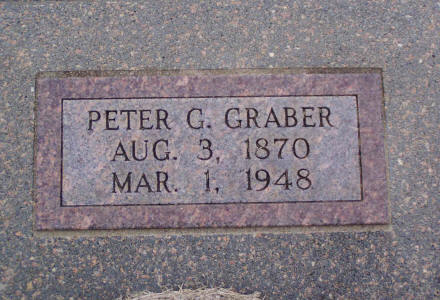 PETER G. GRABER
AUG. 3, 1870
MAR. 1, 1948